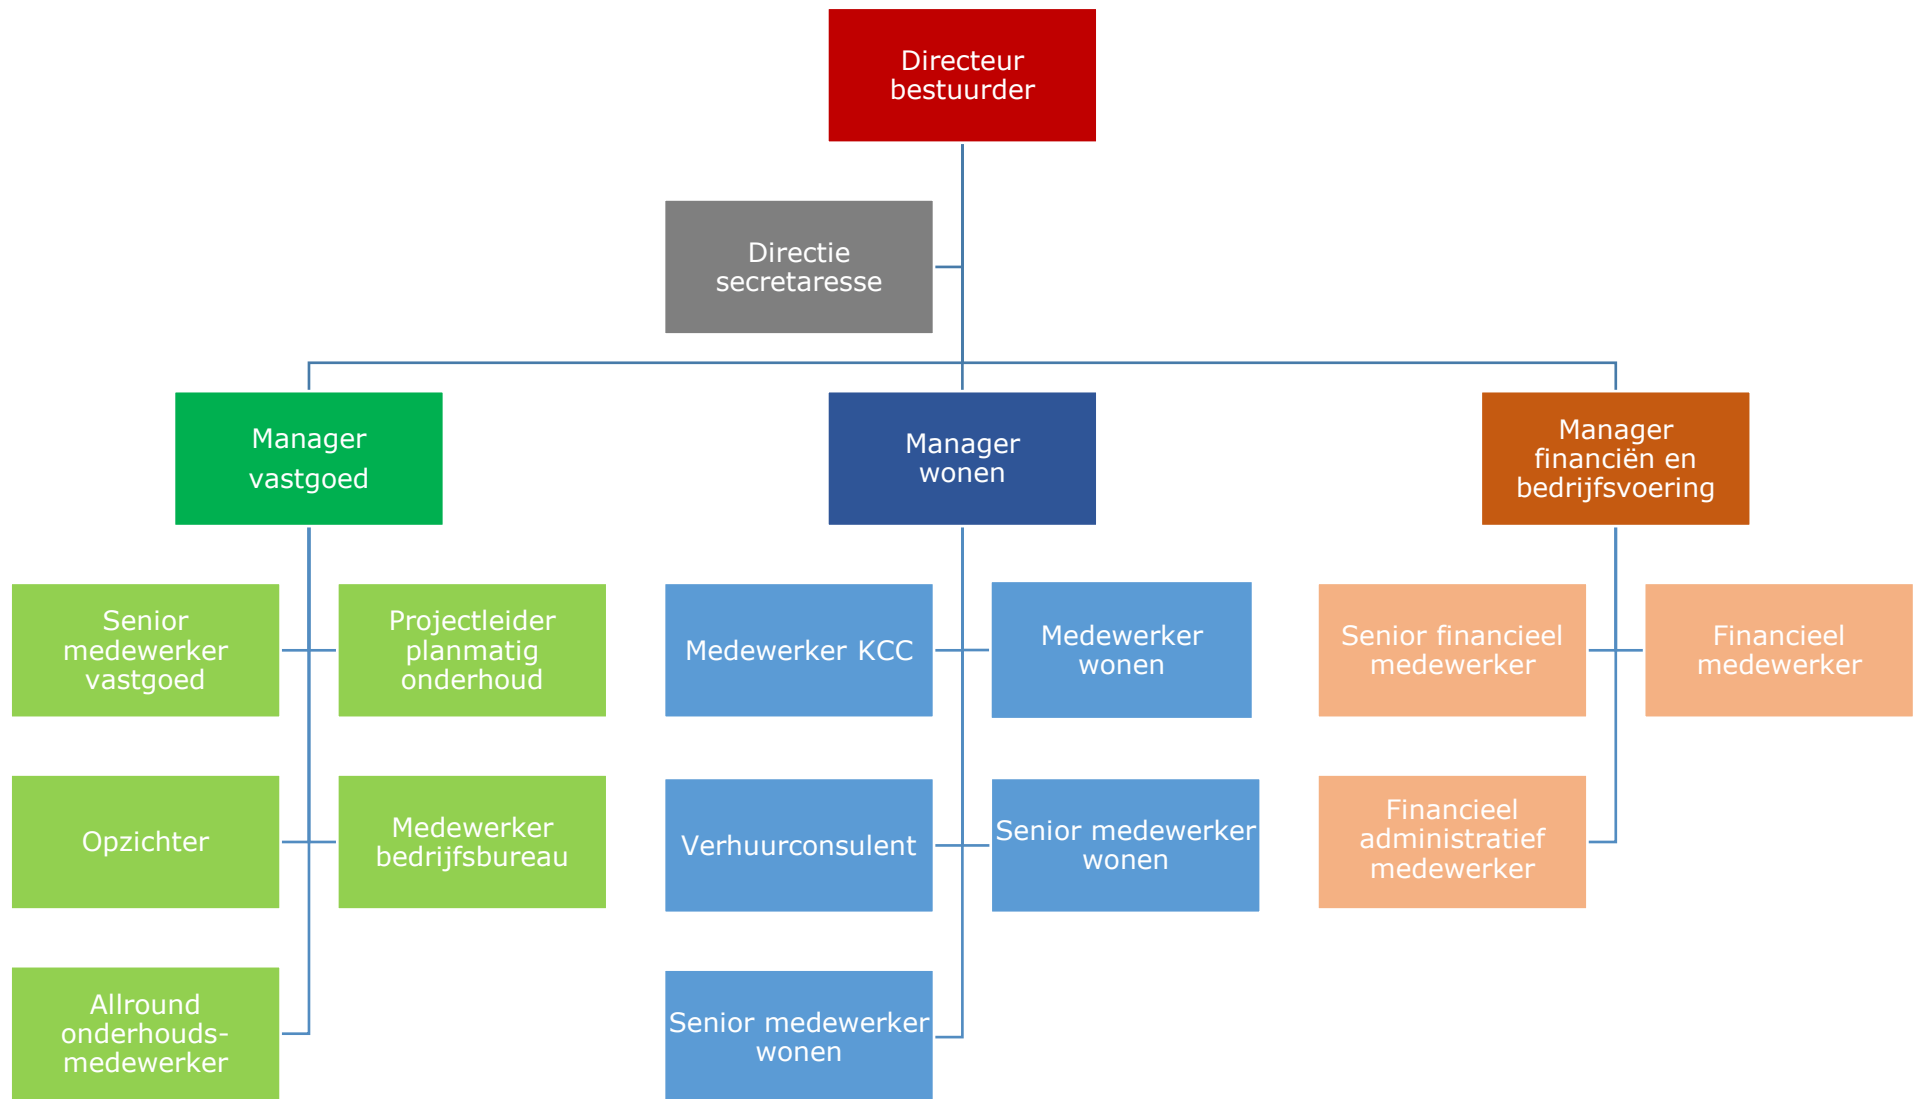 Directeur
bestuurder
Directie
secretaresse
Manager
vastgoed
Manager
wonen
Manager
financiën en
bedrijfsvoering
Senior
medewerker
vastgoed
Projectleider
planmatig
onderhoud
Medewerker KCC
Medewerker
wonen
Senior financieel
medewerker
Financieel
medewerker
Opzichter
Medewerker
bedrijfsbureau
Verhuurconsulent
Senior medewerker
wonen
Financieel
administratief
medewerker
Allround
onderhouds-
medewerker
Senior medewerker
wonen